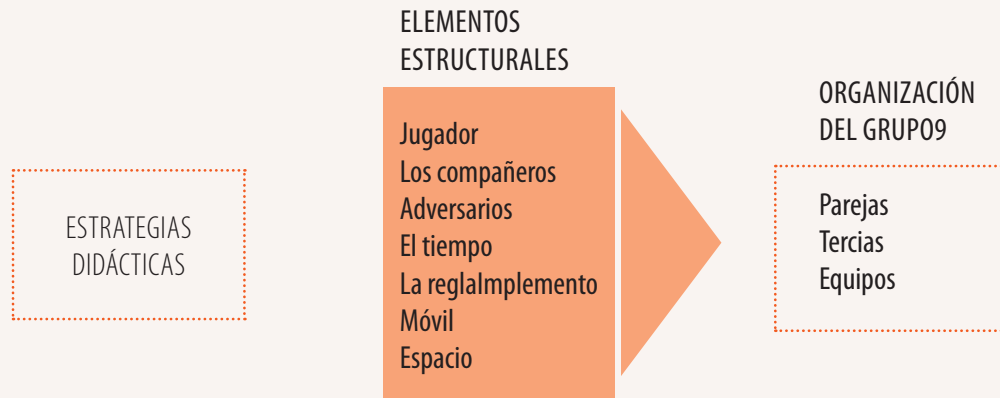 ELEMENTOS
ESTRUCTURALES
ESTRATEGIAS
DIDÁCTICAS
Jugador
Los compañeros
Adversarios
El tiempo
La reglaImplemento
Móvil
Espacio
ORGANIZACIÓN
DEL GRUPO9
Parejas
Tercias
Equipos